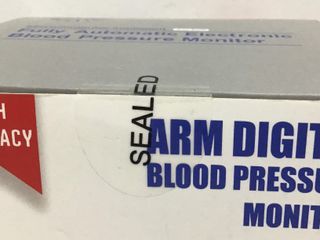 Fully Automatic Electronic
Blood Pressure Monitor
SEALED
H
ACY
ARM DIGIT
BLOOD PRESSU
MONIT